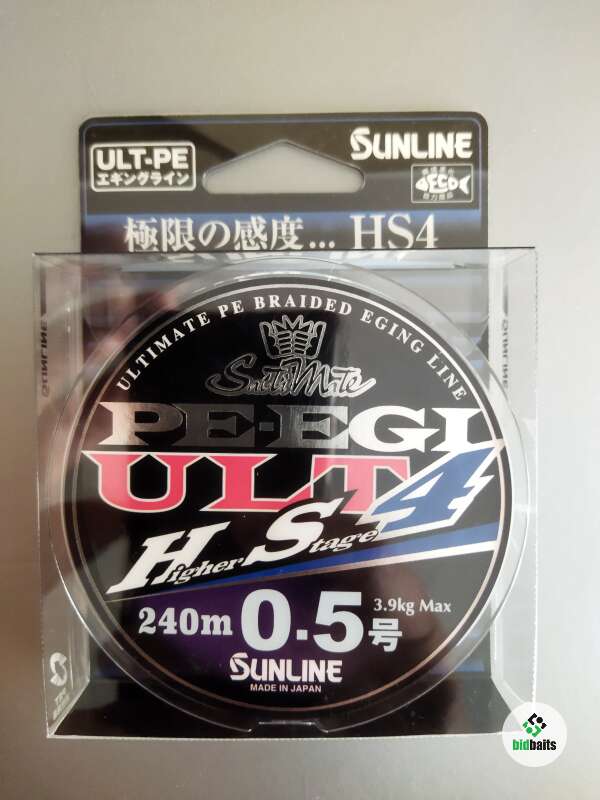 ULT-PE
エギングライン
SUNLINE
極限の感度... HS4
ULTIMATE PE BRAIDED EGING LINE
SaltiMate
PE-EGI
ULT4
Higher Stage
240m 0.5号
3.9kg Max
SUNLINE
MADE IN JAPAN
bidbaits